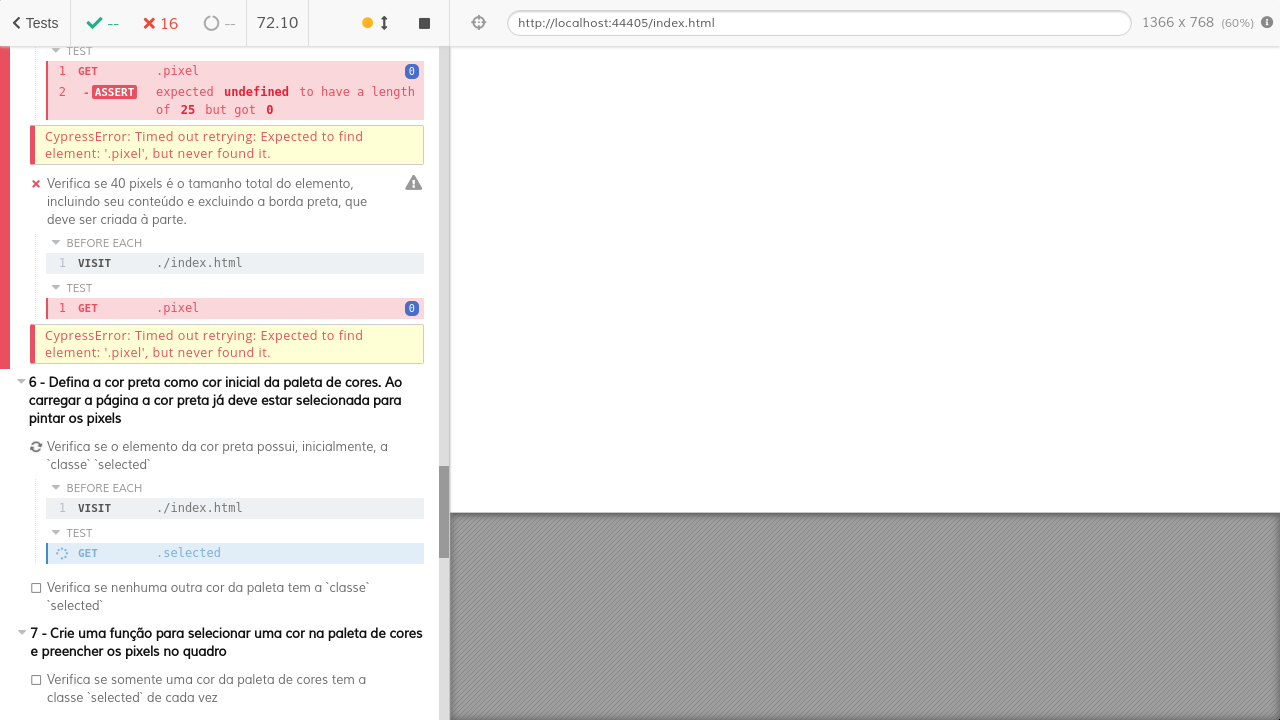 Tests
--
16
--
72.10
http://localhost:44405/index.html
1366 x 768 (60%)
TEST
1 GET .pixel 0
2 -ASSERT expected undefined to have a length
of 25 but got 0
CypressError: Timed out retrying: Expected to find
element: '.pixel', but never found it.
Verifica se 40 pixels é o tamanho total do elemento,
incluindo seu conteúdo e excluindo a borda preta, que
deve ser criada à parte.
BEFORE EACH
1 VISIT ./index.html
TEST
1 GET .pixel 0
CypressError: Timed out retrying: Expected to find
element: '.pixel', but never found it.
6 - Defina a cor preta como cor inicial da paleta de cores. Ao
carregar a página a cor preta já deve estar selecionada para
pintar os pixels
Verifica se o elemento da cor preta possui, inicialmente, a
`classe` `selected`
BEFORE EACH
1 VISIT ./index.html
TEST
GET .selected
Verifica se nenhuma outra cor da paleta tem a `classe`
`selected`
7 - Crie uma função para selecionar uma cor na paleta de cores
e preencher os pixels no quadro
Verifica se somente uma cor da paleta de cores tem a
classe `selected` de cada vez